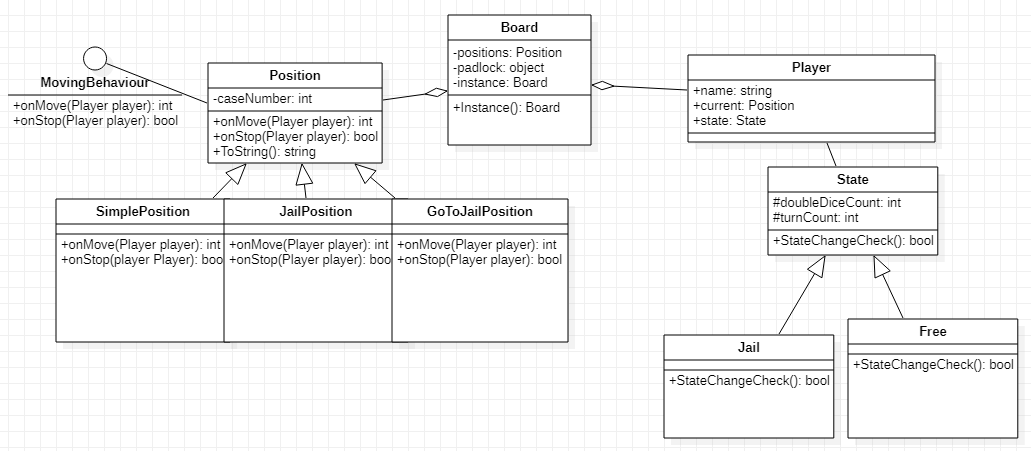 MovingBehaviour
+onMove(Player player): int
+onStop(Player player): bool
Position
-caseNumber: int
+onMove(Player player): int
+onStop(Player player): bool
+ToString(): string
Board
-positions: Position
-padlock: object
-instance: Board
+Instance(): Board
Player
+name: string
+current: Position
+state: State
State
#doubleDiceCount: int
#turnCount: int
+StateChangeCheck(): bool
SimplePosition
+onMove(Player player): int
+onStop(player Player): boo
JailPosition
+onMove(Player player): int
+onStop(Player player): boo
GoToJailPosition
+onMove(Player player): int
+onStop(Player player): bool
Jail
+StateChangeCheck(): bool
Free
+StateChangeCheck(): bool